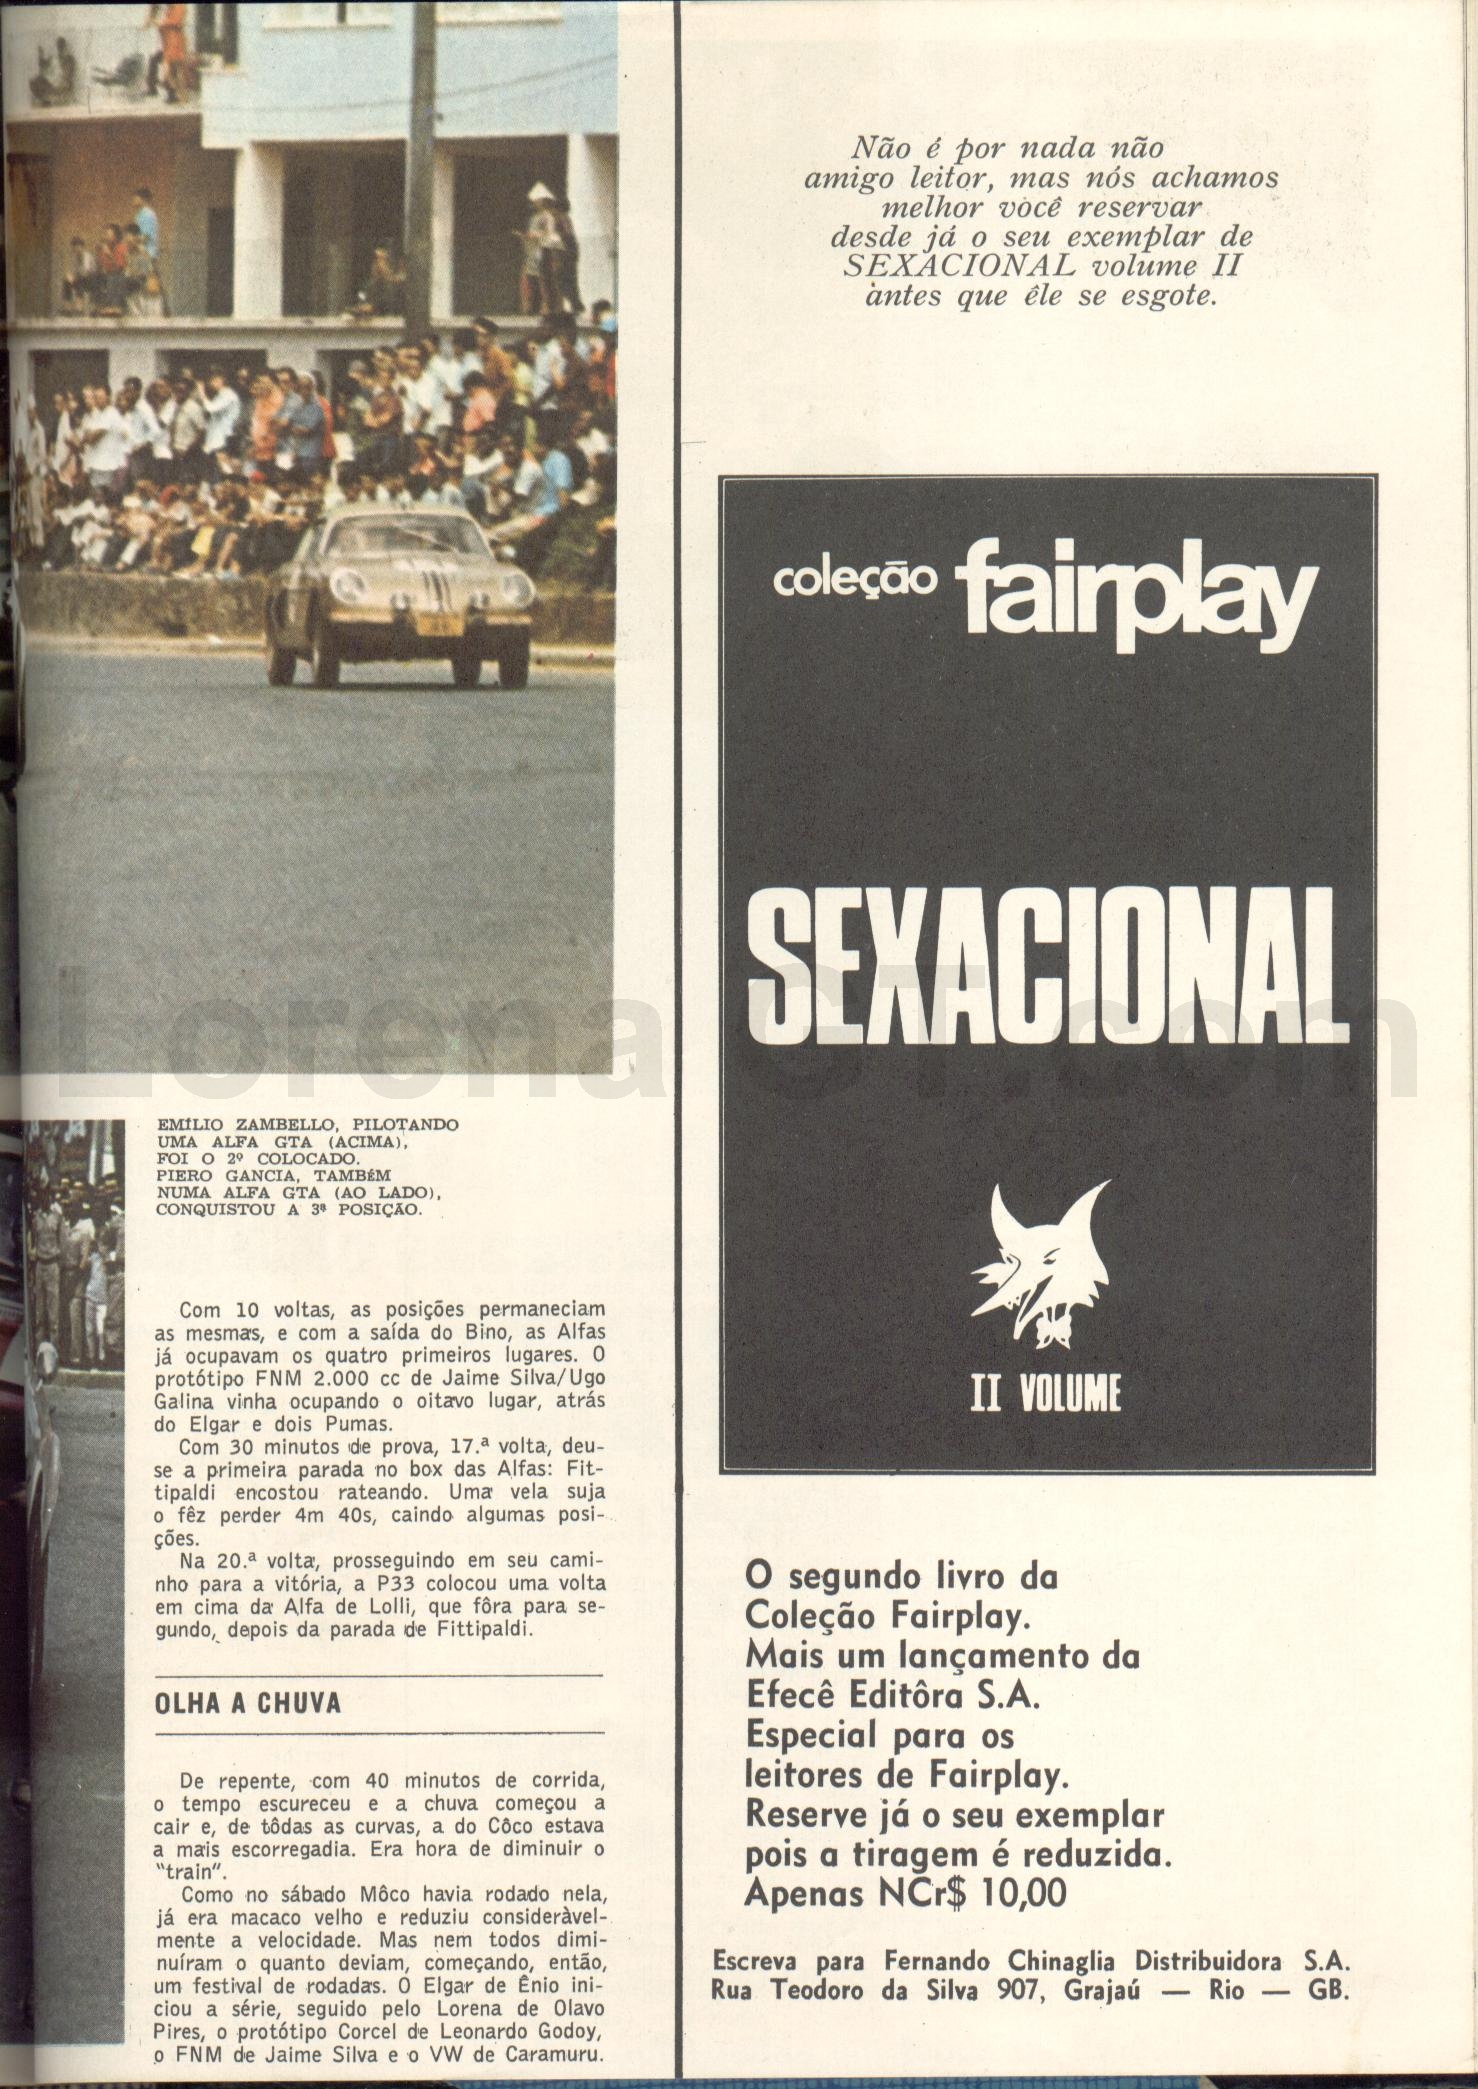 EMÍLIO ZAMBELLO, PILOTANDO
UMA ALFA GTA (ACIMA),
FOI O 2º COLOCADO.
PIERO GANCIA, TAMBÉM
NUMA ALFA GTA (AO LADO),
CONQUISTOU A 3ª POSIÇÃO.
Com 10 voltas, as posições permaneciam
as mesmas, e com a saída do Bino, as Alfas
já ocupavam os quatro primeiros lugares. O
protótipo FNM 2.000 cc de Jaime Silva/Ugo
Galina vinha ocupando o oitavo lugar, atrás
do Elgar e dois Pumas.
Com 30 minutos de prova, 17.ª volta, deu-
se a primeira parada no box das Alfas: Fit-
tipaldi encostou rateando. Uma vela suja
o fêz perder 4m 40s, caindo algumas posi-
ções.
Na 20.ª volta, prosseguindo em seu cami-
nho para a vitória, a P33 colocou uma volta
em cima da Alfa de Lolli, que fôra para se-
gundo, depois da parada de Fittipaldi.
OLHA A CHUVA
De repente, com 40 minutos de corrida,
o tempo escureceu e a chuva começou a
cair e, de tôdas as curvas, a do Côco estava
a mais escorregadia. Era hora de diminuir o
"train".
Como no sábado Môco havia rodado nela,
já era macaco velho e reduziu consideràvel-
mente a velocidade. Mas nem todos dimi-
nuíram o quanto deviam, começando, então,
um festival de rodadas. O Elgar de Ênio ini-
ciou a série, seguido pelo Lorena de Olavo
Pires, o protótipo Corcel de Leonardo Godoy,
o FNM de Jaime Silva e o VW de Caramuru.
Não é por nada não
amigo leitor, mas nós achamos
melhor você reservar
desde já o seu exemplar de
SEXACIONAL volume II
antes que êle se esgote.
coleção fairplay
SEXACIONAL
II VOLUME
O segundo livro da
Coleção Fairplay.
Mais um lançamento da
Efecê Editôra S.A.
Especial para os
leitores de Fairplay.
Reserve já o seu exemplar
pois a tiragem é reduzida.
Apenas NCr$ 10,00
Escreva para Fernando Chinaglia Distribuidora S.A.
Rua Teodoro da Silva 907, Grajaú — Rio — GB.
Lorena GT.com